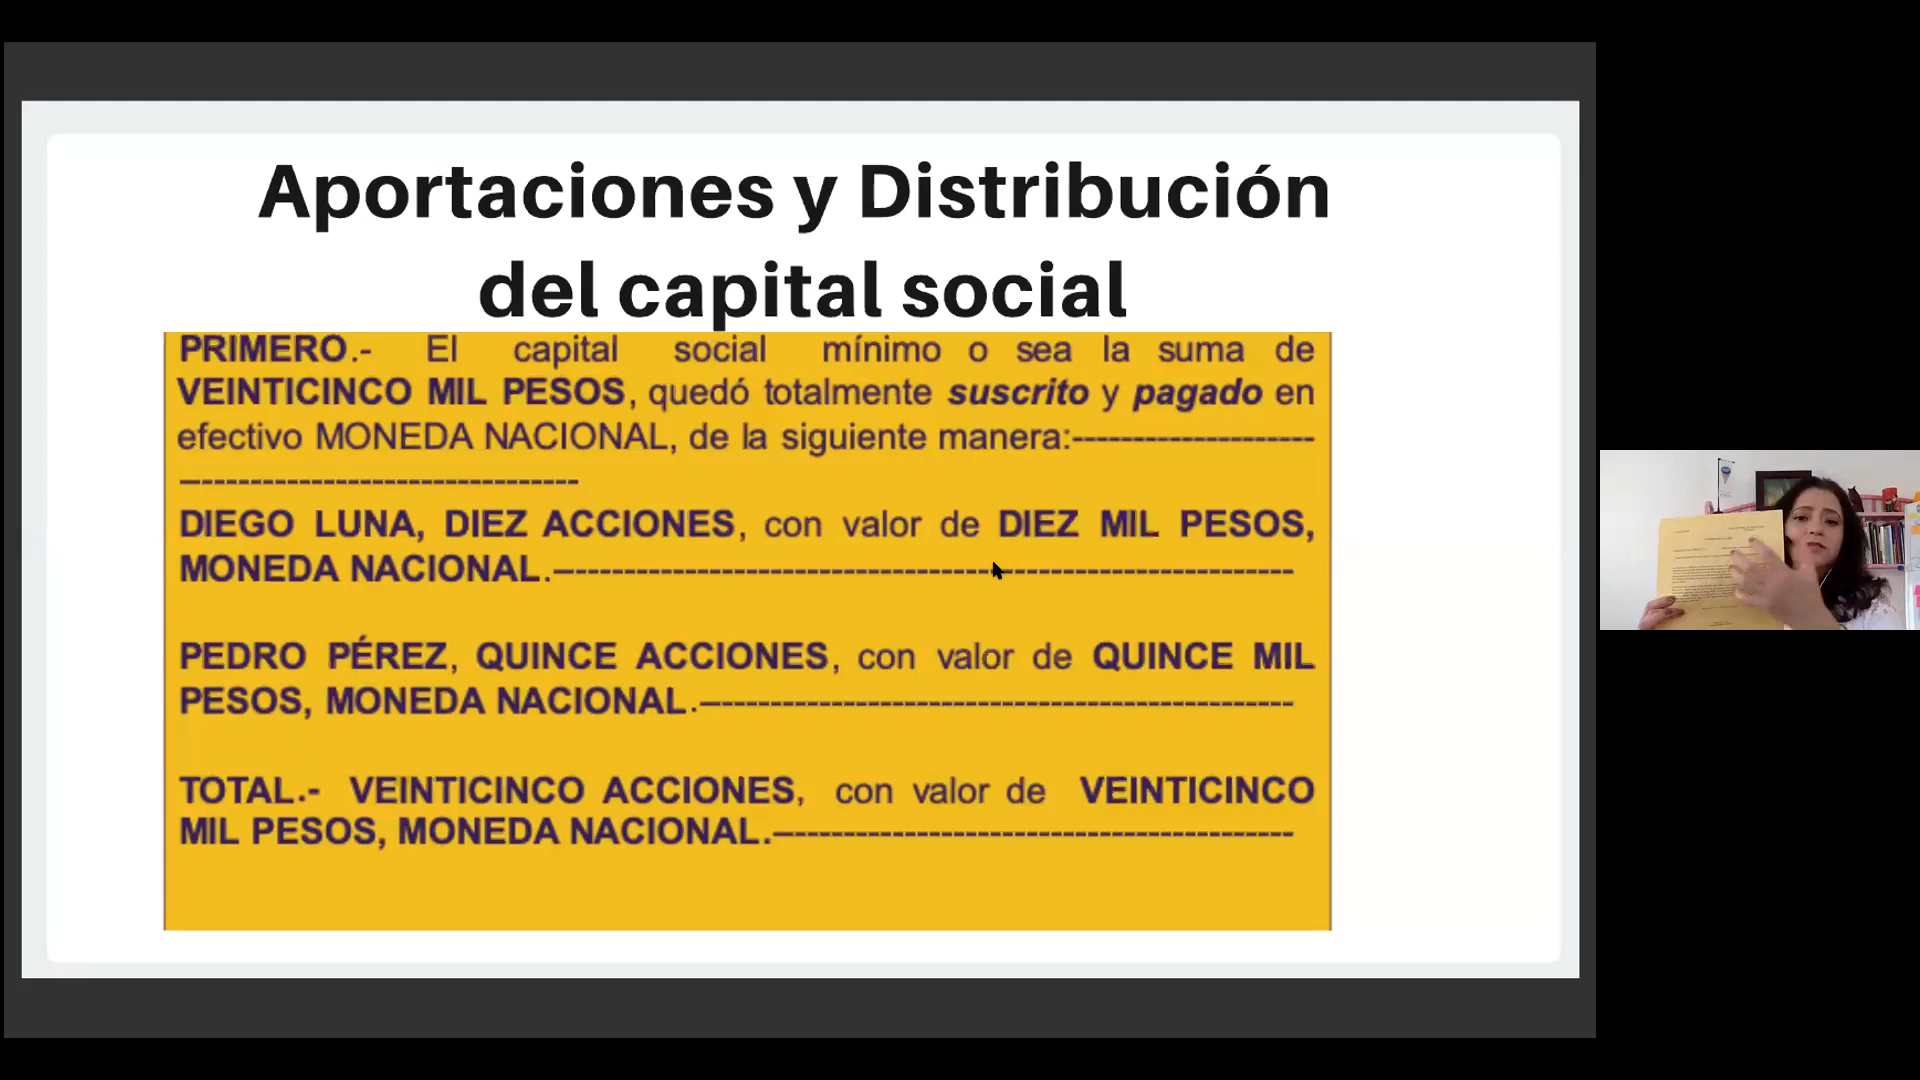 Aportaciones y Distribución
del capital social
PRIMERO.- El capital social mínimo o sea la suma de
VEINTICINCO MIL PESOS, quedó totalmente suscrito y pagado en
efectivo MONEDA NACIONAL, de la siguiente manera:--------------------
--------------------------------
DIEGO LUNA, DIEZ ACCIONES, con valor de DIEZ MIL PESOS,
MONEDA NACIONAL.------------------------------------------------------------
PEDRO PÉREZ, QUINCE ACCIONES, con valor de QUINCE MIL
PESOS, MONEDA NACIONAL.------------------------------------------------
TOTAL.- VEINTICINCO ACCIONES, con valor de VEINTICINCO
MIL PESOS, MONEDA NACIONAL.------------------------------------------